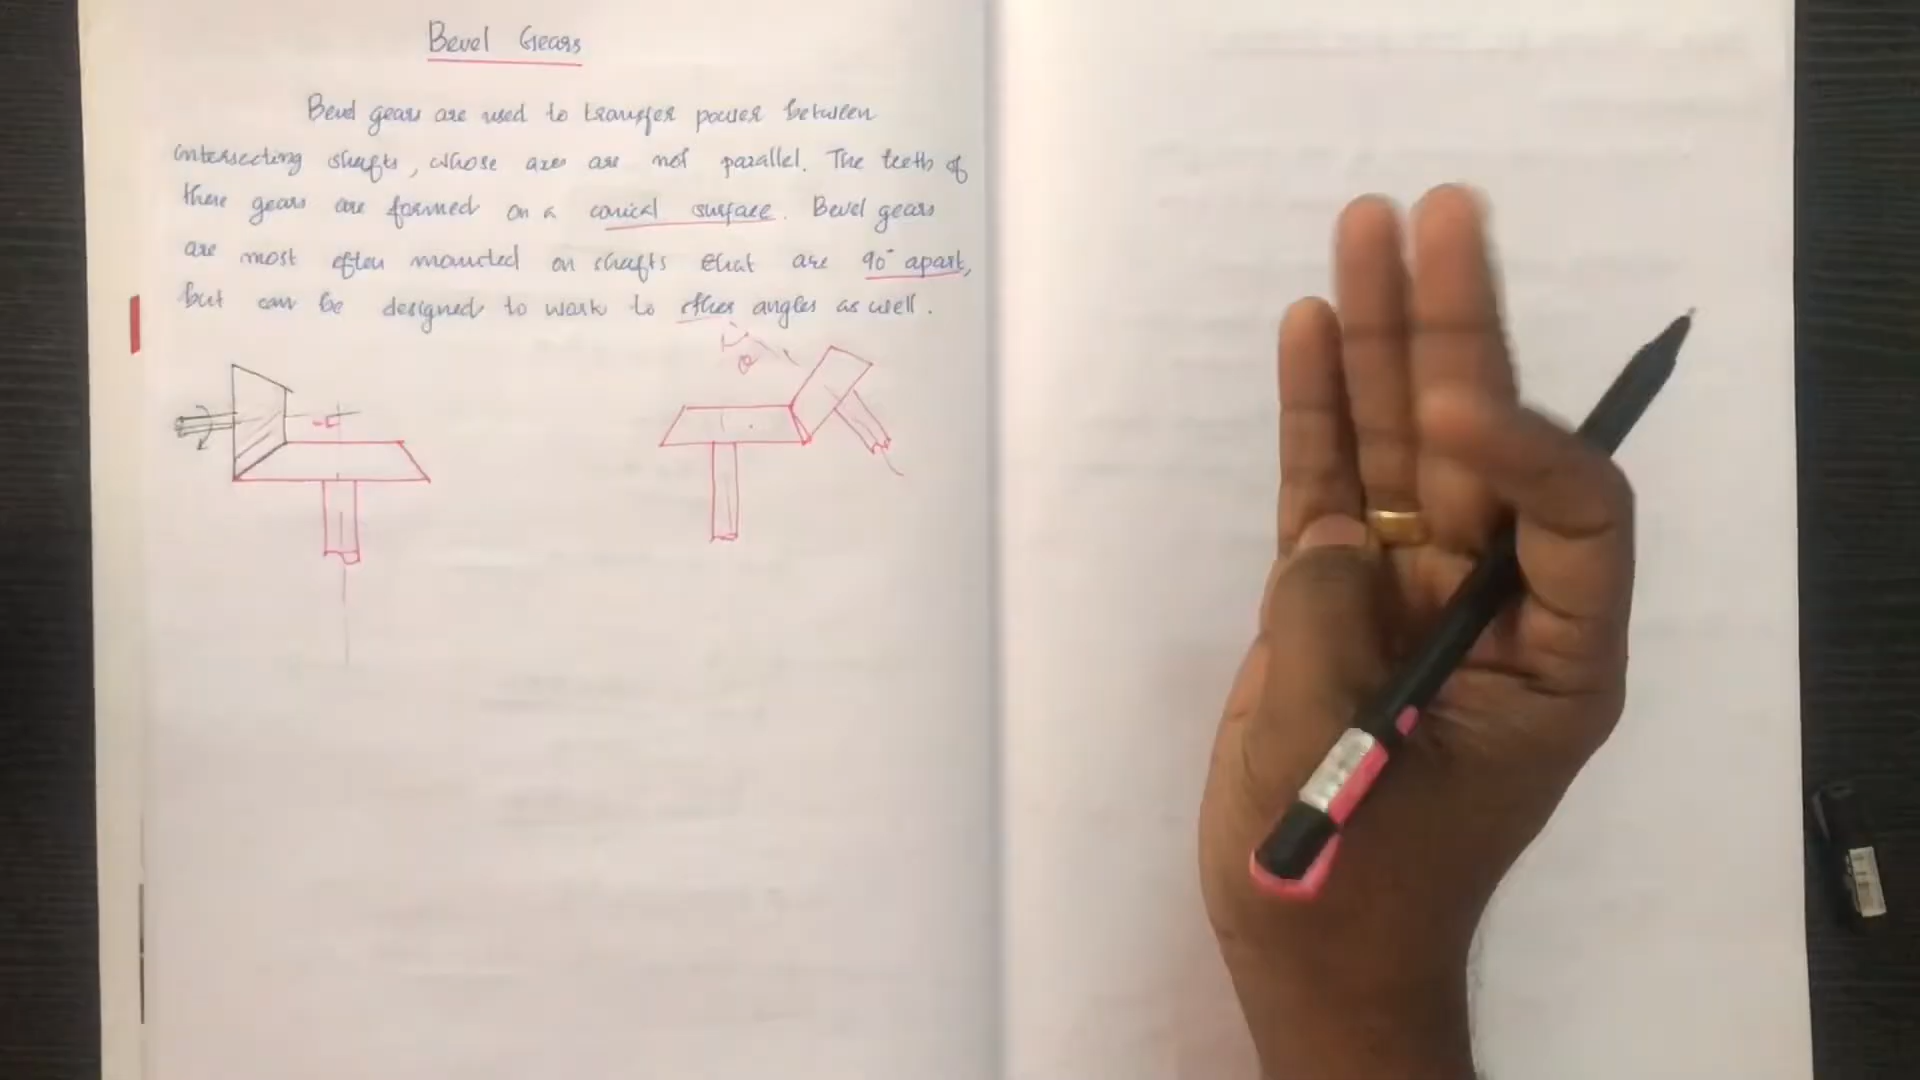 Bevel Gears
Bevel gears are used to transfer power between
intersecting shafts, whose axes are not parallel. The teeth of
these gears are formed on a conical surface. Bevel gears
are most often mounted on shafts that are 90° apart,
but can be designed to work to other angles as well.
θ